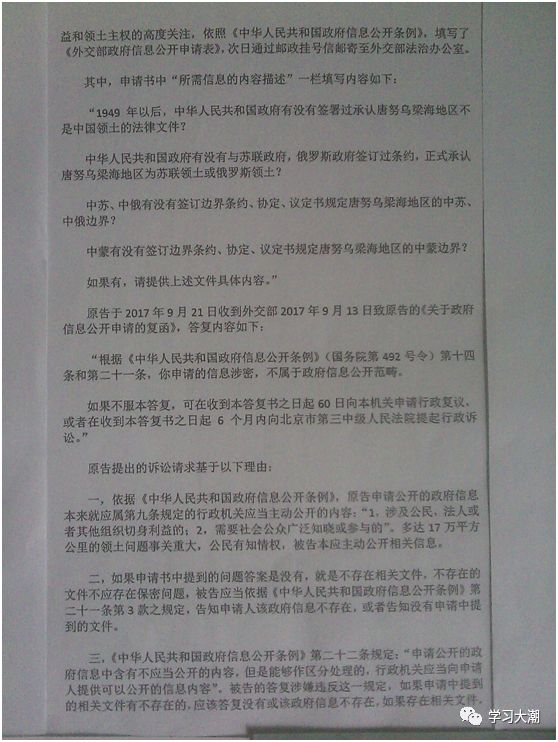 益和领土主权的高度关注，依照《中华人民共和国政府信息公开条例》，填写了
《外交部政府信息公开申请表》，次日通过邮政挂号信邮寄至外交部法治办公室。
其中，申请书中“所需信息的内容描述”一栏填写内容如下：
“1949 年以后，中华人民共和国政府有没有签署过承认唐努乌梁海地区不
是中国领土的法律文件？
中华人民共和国政府有没有与苏联政府，俄罗斯政府签订过条约，正式承认
唐努乌梁海地区为苏联领土或俄罗斯领土？
中苏、中俄有没有签订边界条约、协定、议定书规定唐努乌梁海地区的中苏、
中俄边界？
中蒙有没有签订边界条约、协定、议定书规定唐努乌梁海地区的中蒙边界？
如果有，请提供上述文件具体内容。”
原告于 2017 年 9 月 21 日收到外交部 2017 年 9 月 13 日致原告的《关于政府
信息公开申请的复函》，答复内容如下：
“根据《中华人民共和国政府信息公开条例》（国务院第 492 号令）第十四
条和第二十一条，你申请的信息涉密，不属于政府信息公开范畴。
如果不服本答复，可在收到本答复书之日起 60 日向本机关申请行政复议，
或者在收到本答复书之日起 6 个月内向北京市第三中级人民法院提起行政诉
讼。”
原告提出的诉讼请求基于以下理由：
一，依据《中华人民共和国政府信息公开条例》，原告申请公开的政府信息
本来就应属第九条规定的行政机关应当主动公开的内容：“1，涉及公民，法人或
者其他组织切身利益的；2，需要社会公众广泛知晓或参与的”。多达 17 万平方
公里的领土问题事关重大，公民有知情权，被告本应主动公开相关信息。
二，如果申请书中提到的问题答案是没有，就是不存在相关文件，不存在的
文件不应存在保密问题，被告应当依据《中华人民共和国政府信息公开条例》第
二十一条第 3 款之规定，告知申请人该政府信息不存在，或者告知没有申请中提
到的文件。
三，《中华人民共和国政府信息公开条例》第二十二条规定：“申请公开的政
府信息中含有不应当公开的内容，但是能够作区分处理的，行政机关应当向申请
人提供可以公开的信息内容”。被告的答复涉嫌违反这一规定，如果申请中提到
的相关文件有不存在的，应该答复没有或该政府信息不存在，如果存在相关文件，
学习大潮